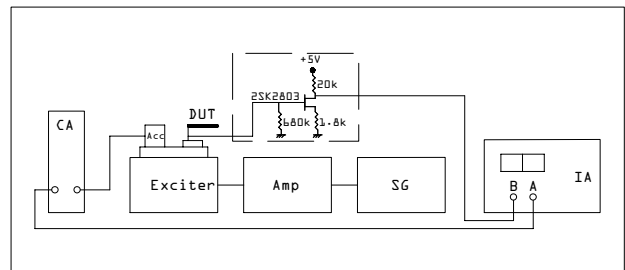 +5V
20k
2SK2803
680k
1.8k
CA
Acc
DUT
Exciter
Amp
SG
IA
B A